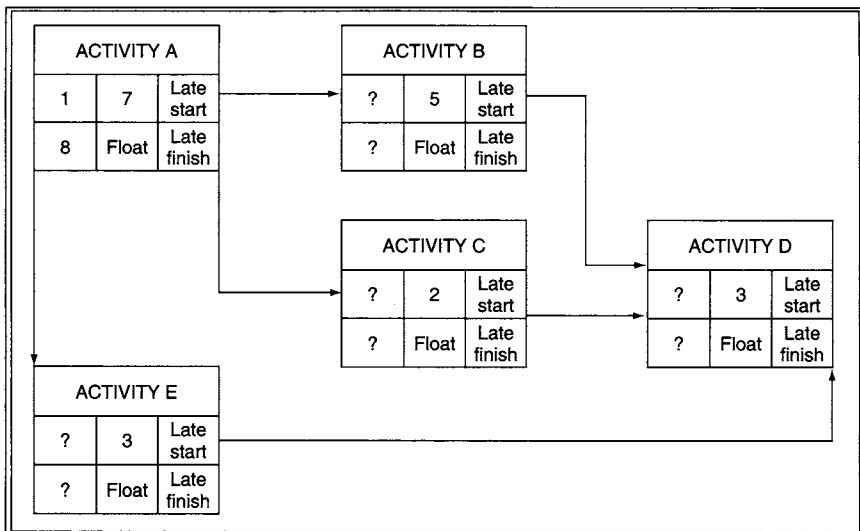 ACTIVITY A
1 7 Late start
8 Float Late finish
ACTIVITY B
? 5 Late start
? Float Late finish
ACTIVITY C
? 2 Late start
? Float Late finish
ACTIVITY D
? 3 Late start
? Float Late finish
ACTIVITY E
? 3 Late start
? Float Late finish